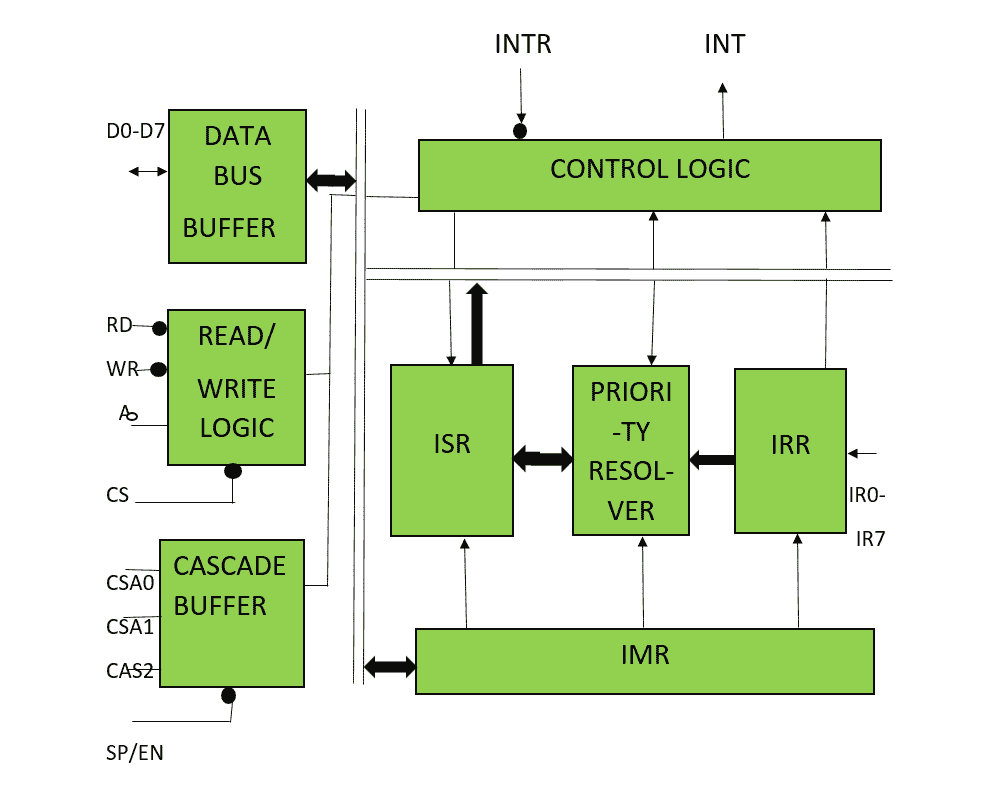 INTR
INT
D0-D7
DATA
BUS
BUFFER
CONTROL LOGIC
RD
WR
A0
CS
READ/
WRITE
LOGIC
ISR
PRIORI
-TY
RESOL-
VER
IRR
IR0-
IR7
CSA0
CSA1
CAS2
CASCADE
BUFFER
IMR
SP/EN